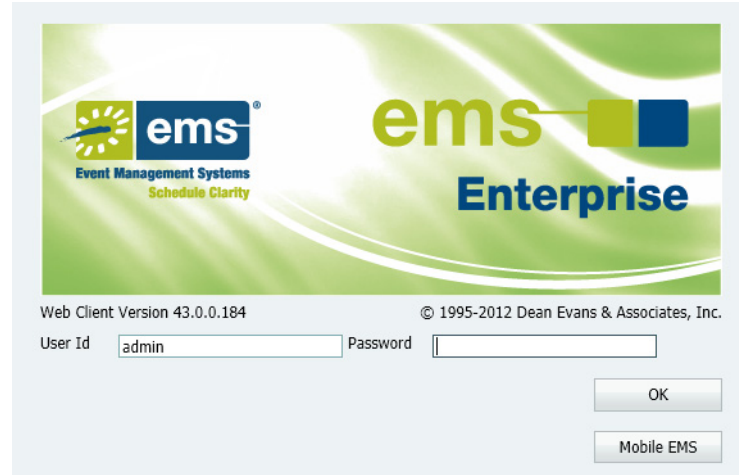 ems®
Event Management Systems
Schedule Clarity
ems
Enterprise
Web Client Version 43.0.0.184
© 1995-2012 Dean Evans & Associates, Inc.
User Id admin Password
OK
Mobile EMS